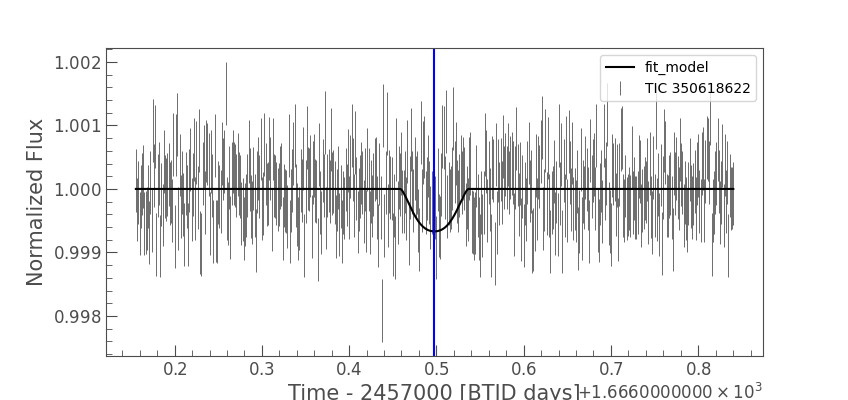 1.002
1.001
1.000
0.999
0.998
Normalized Flux
fit_model
TIC 350618622
0.2 0.3 0.4 0.5 0.6 0.7 0.8
Time - 2457000 [BTJD days]
+1.6660000000 × 10³